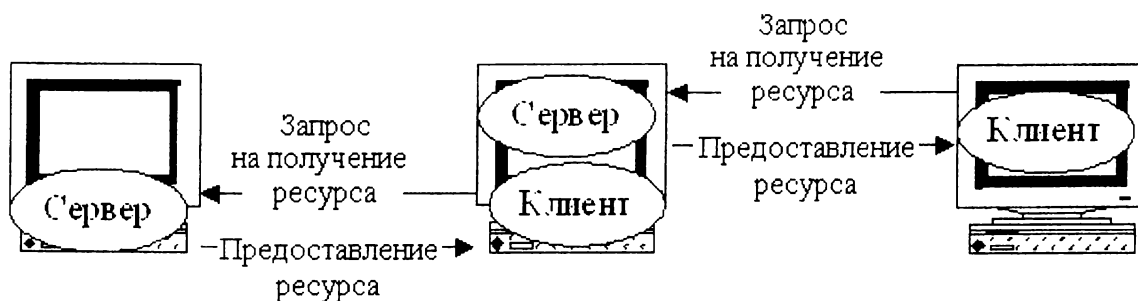 Запрос
на получение
ресурса
Сервер
Клиент
Предоставление
ресурса
Запрос
на получение
ресурса
Сервер
Клиент
Предоставление
ресурса